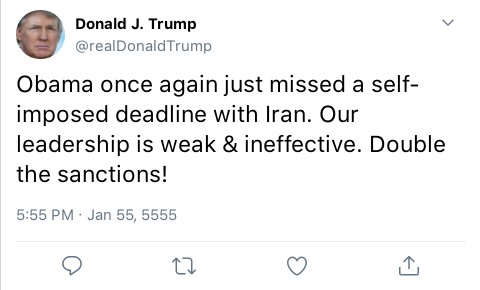 Donald J. Trump
@realDonaldTrump
Obama once again just missed a self-
imposed deadline with Iran. Our
leadership is weak & ineffective. Double
the sanctions!
5:55 PM · Jan 55, 5555